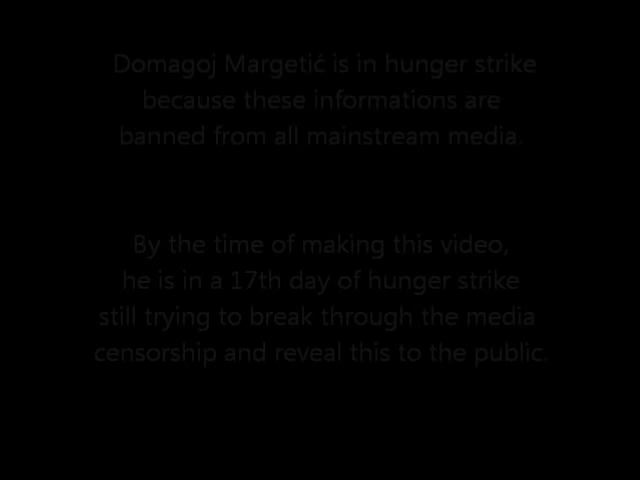 Domagoj Margetić is in hunger strike
because these informations are
banned from all mainstream media.
By the time of making this video,
he is in a 17th day of hunger strike
still trying to break through the media
censorship and reveal this to the public.